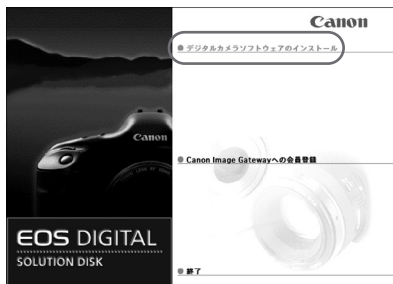 Canon
デジタルカメラソフトウェアのインストール
Canon
Canon Image Gatewayへの会員登録
EOS DIGITAL
SOLUTION DISK
終了